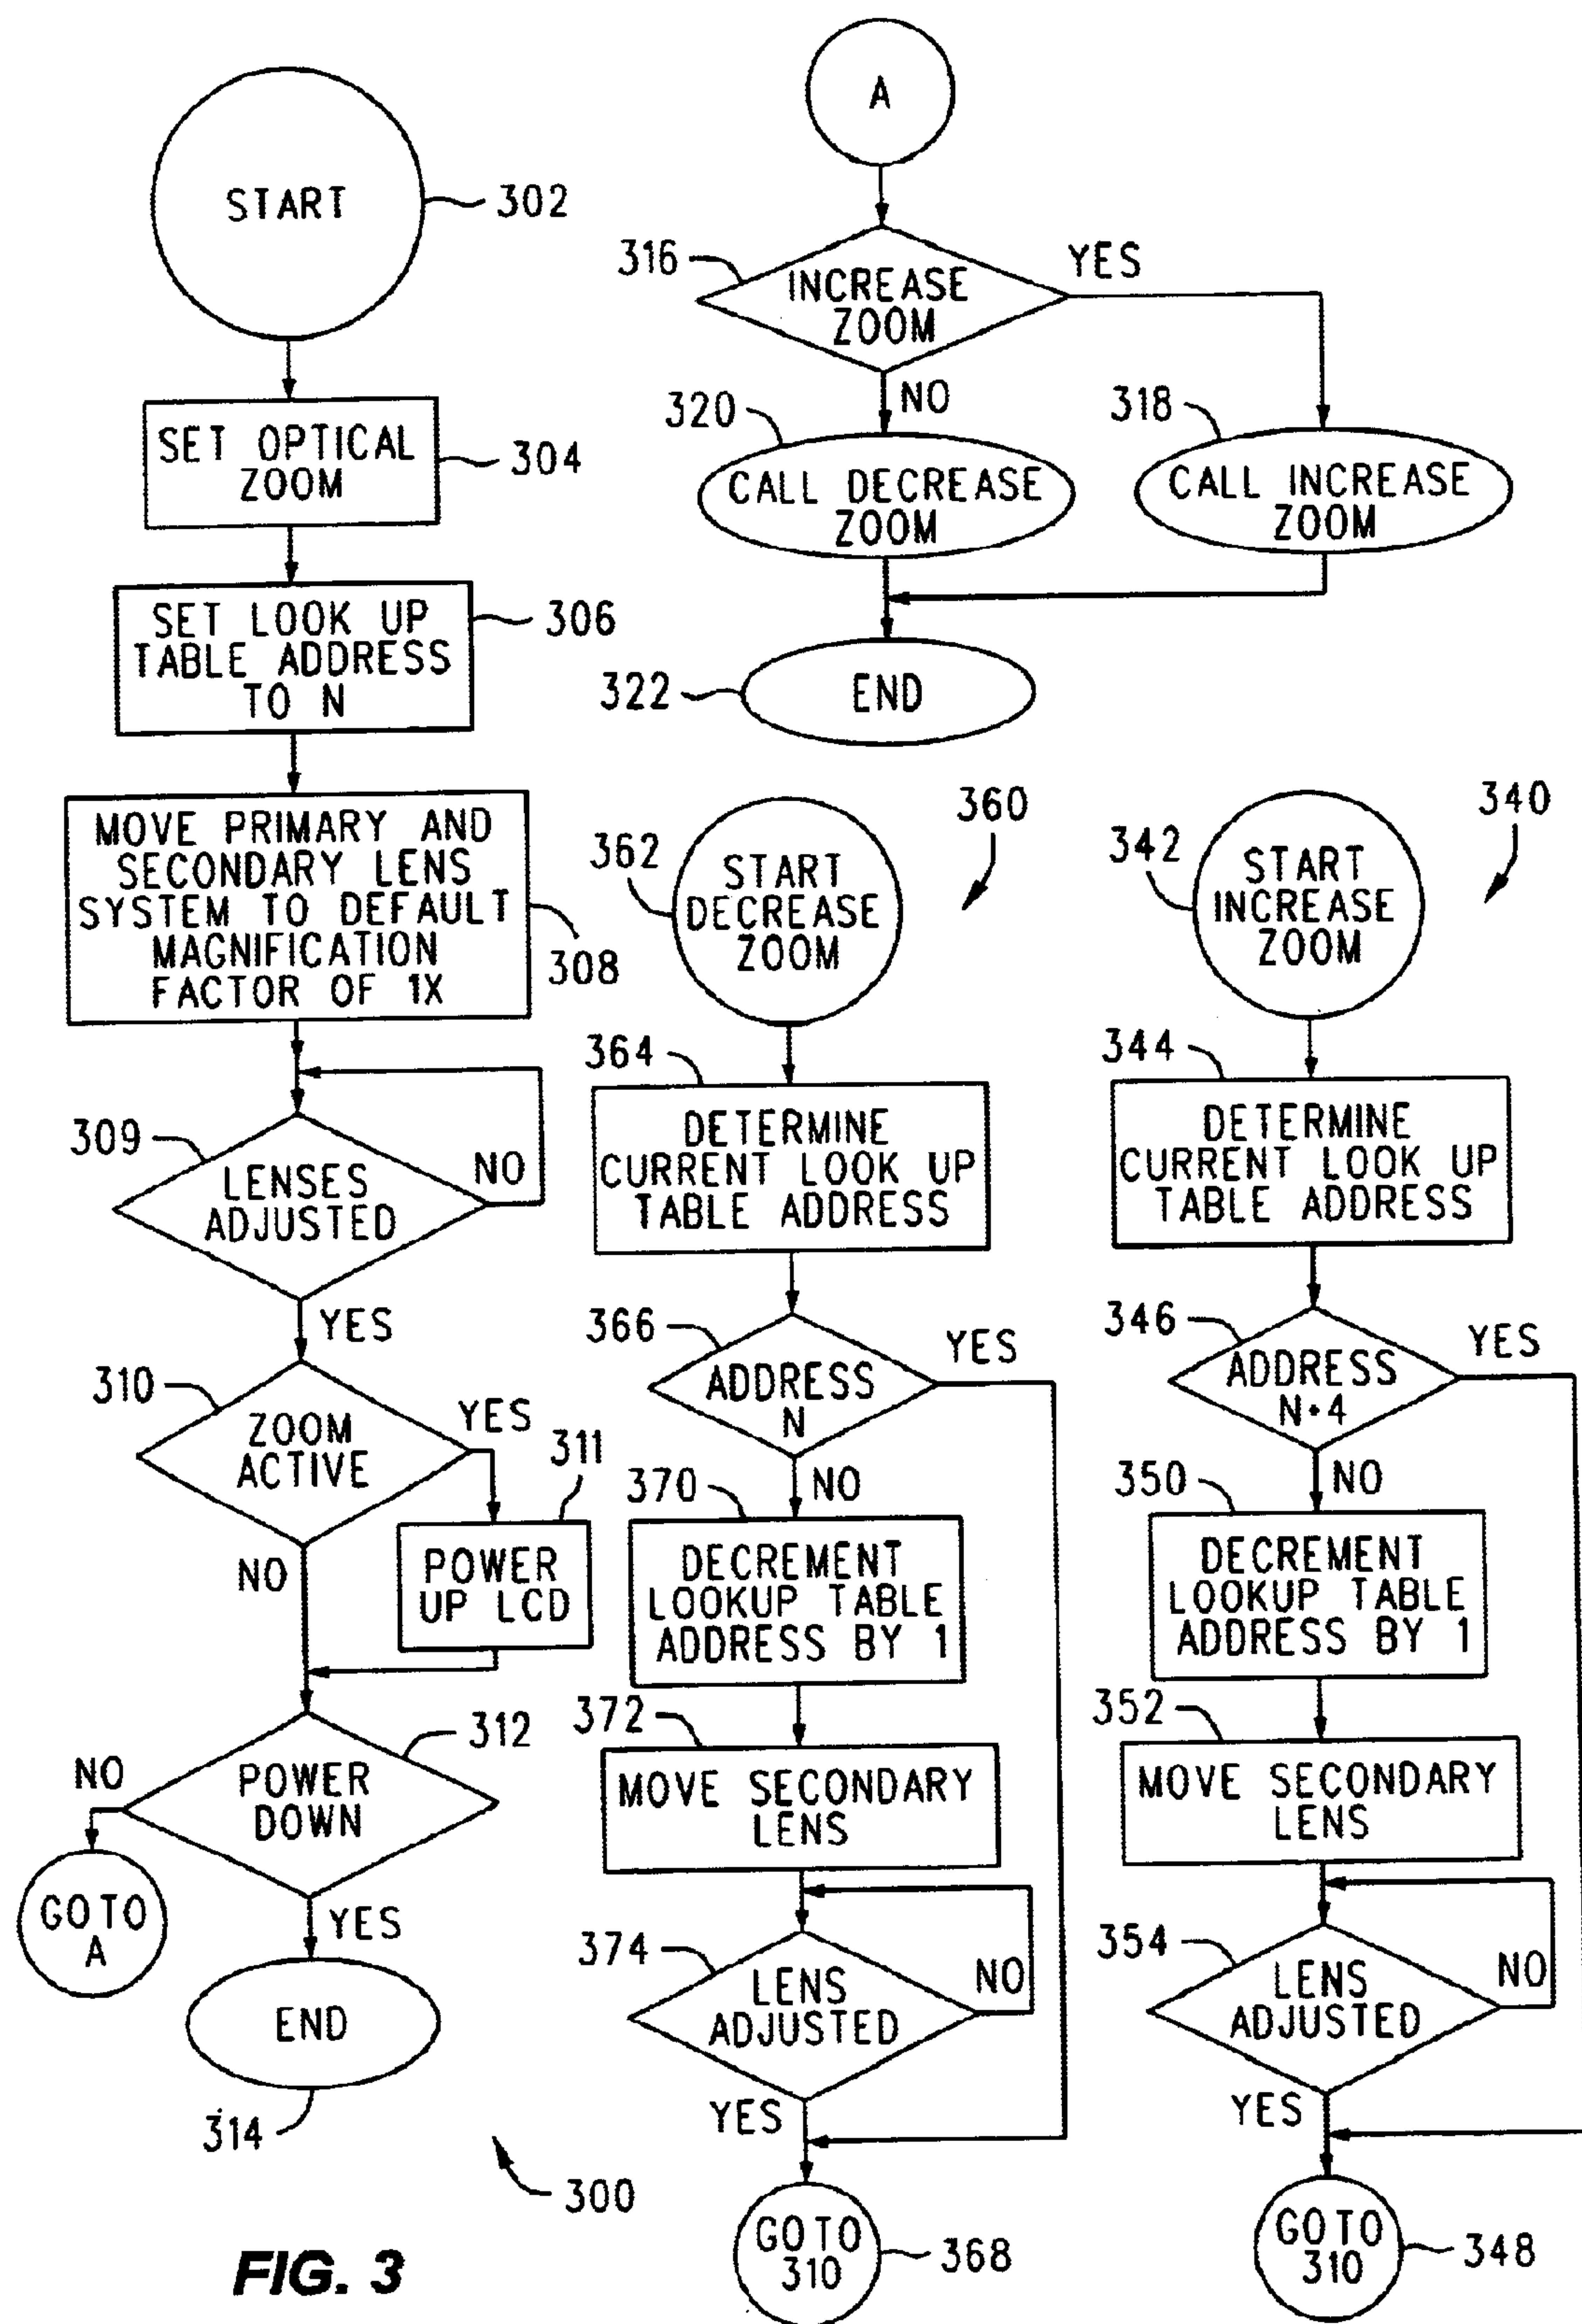 START
302
SET OPTICAL
ZOOM
304
SET LOOK UP
TABLE ADDRESS
TO N
306
MOVE PRIMARY AND
SECONDARY LENS
SYSTEM TO DEFAULT
MAGNIFICATION
FACTOR OF 1X
308
309
LENSES
ADJUSTED
NO
YES
310
ZOOM
ACTIVE
YES
311
POWER
UP LCD
NO
312
POWER
DOWN
NO
GO TO
A
YES
END
314
300
A
316
INCREASE
ZOOM
YES
NO
320
CALL DECREASE
ZOOM
318
CALL INCREASE
ZOOM
322
END
360
362
START
DECREASE
ZOOM
364
DETERMINE
CURRENT LOOK UP
TABLE ADDRESS
366
ADDRESS
N
YES
NO
370
DECREMENT
LOOKUP TABLE
ADDRESS BY 1
372
MOVE SECONDARY
LENS
374
LENS
ADJUSTED
NO
YES
GO TO
310
368
340
342
START
INCREASE
ZOOM
344
DETERMINE
CURRENT LOOK UP
TABLE ADDRESS
346
ADDRESS
N·4
YES
NO
350
DECREMENT
LOOKUP TABLE
ADDRESS BY 1
352
MOVE SECONDARY
LENS
354
LENS
ADJUSTED
NO
YES
GO TO
310
348
FIG. 3